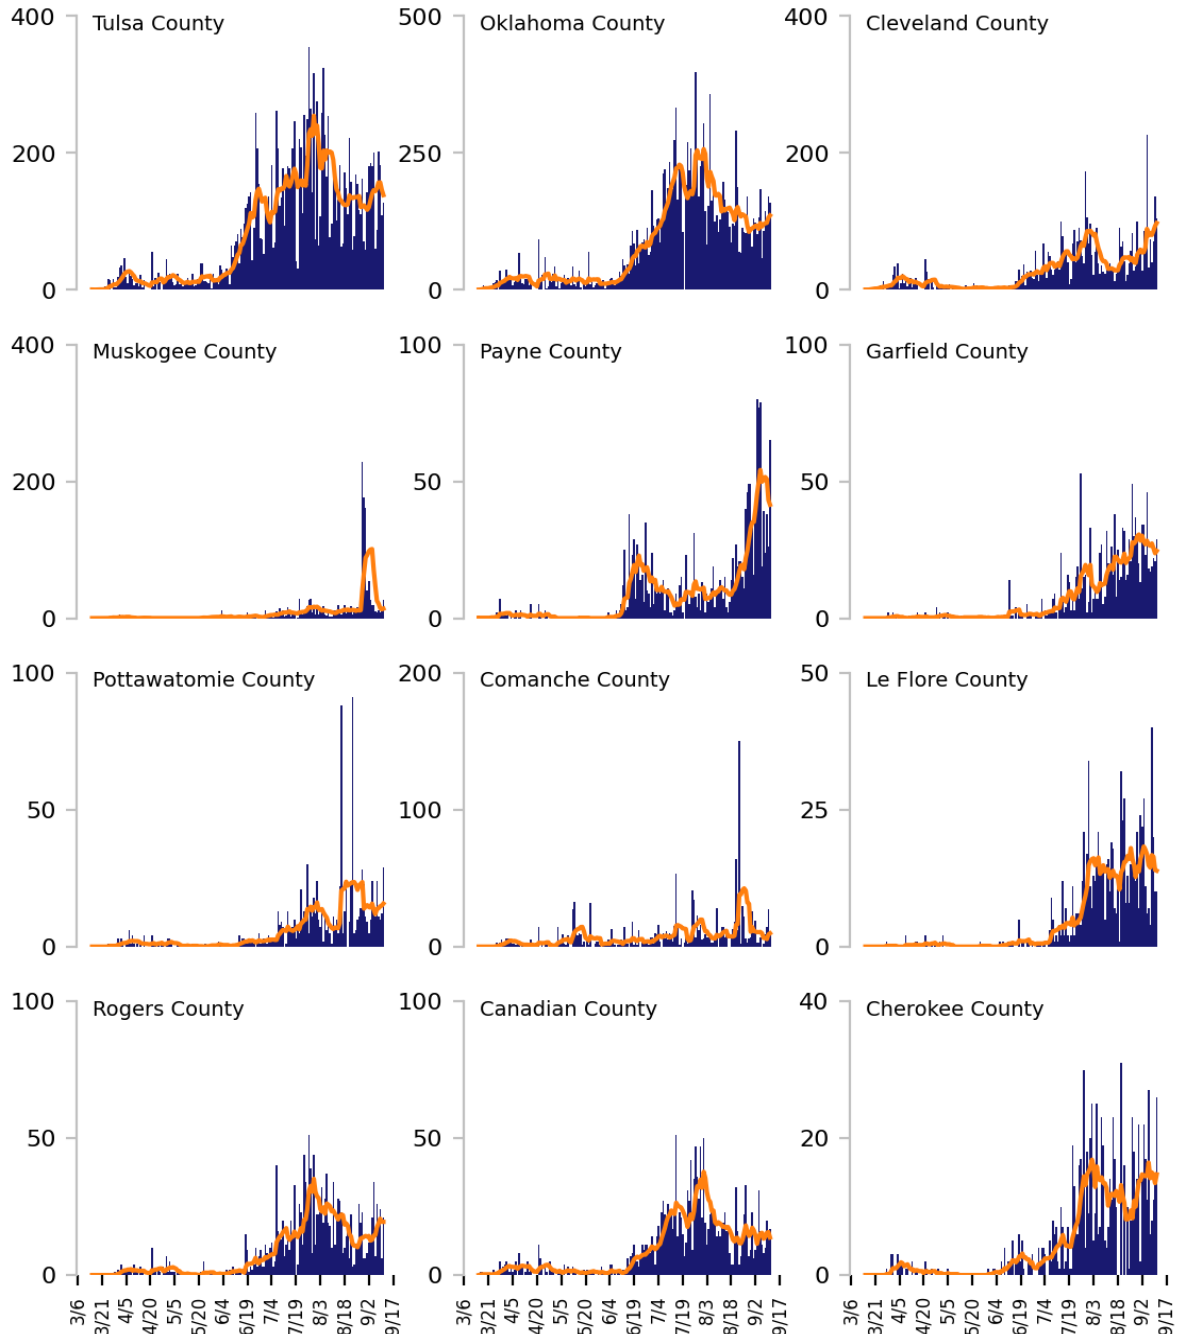 400 Tulsa County
200
0
500 Oklahoma County
250
0
400 Cleveland County
200
0
400 Muskogee County
200
0
100 Payne County
50
0
100 Garfield County
50
0
100 Pottawatomie County
50
0
200 Comanche County
100
0
50 Le Flore County
25
0
100 Rogers County
50
0
100 Canadian County
50
0
40 Cherokee County
20
0
3/6 3/21 4/5 4/20 5/5 5/20 6/4 6/19 7/4 7/19 8/3 8/18 9/2 9/17
3/6 3/21 4/5 4/20 5/5 5/20 6/4 6/19 7/4 7/19 8/3 8/18 9/2 9/17
3/6 3/21 4/5 4/20 5/5 5/20 6/4 6/19 7/4 7/19 8/3 8/18 9/2 9/17